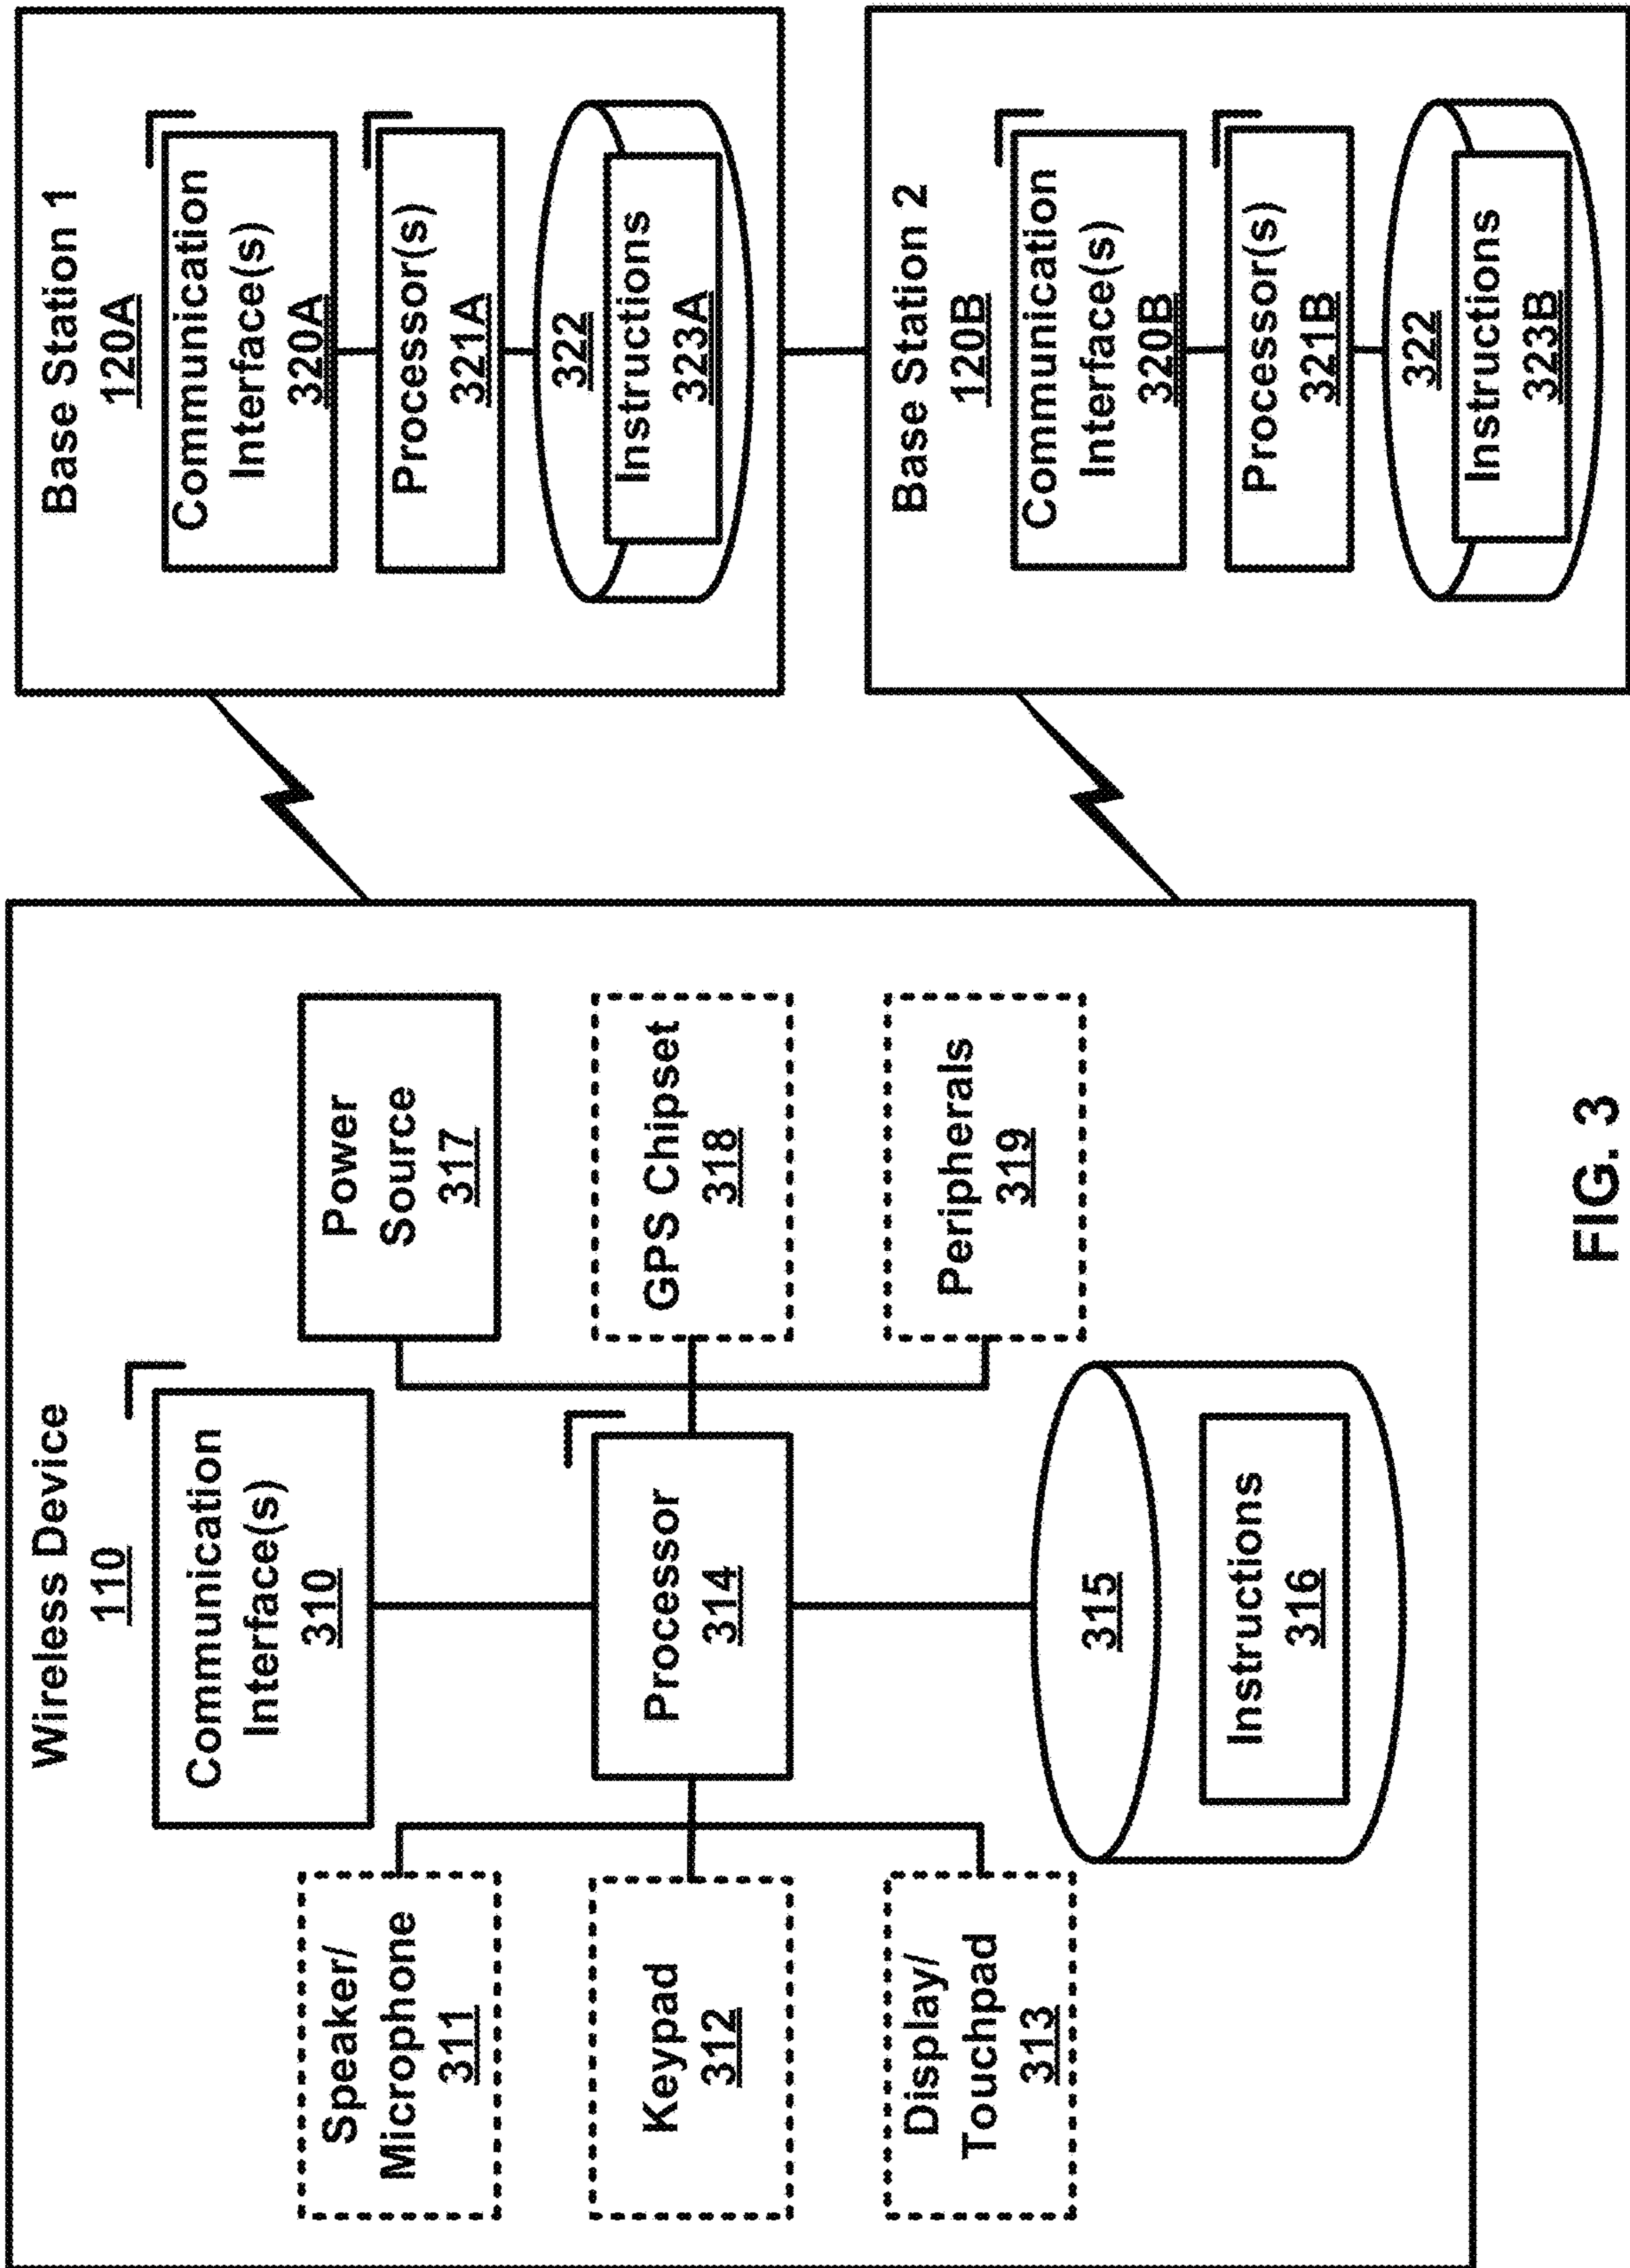 Wireless Device
110
Communication
Interface(s)
310
Speaker/
Microphone
311
Keypad
312
Display/
Touchpad
313
Processor
314
Power
Source
317
GPS Chipset
318
Peripherals
319
315
Instructions
316
Base Station 1
120A
Communication
Interface(s)
320A
Processor(s)
321A
322
Instructions
323A
Base Station 2
120B
Communication
Interface(s)
320B
Processor(s)
321B
322
Instructions
323B
FIG. 3